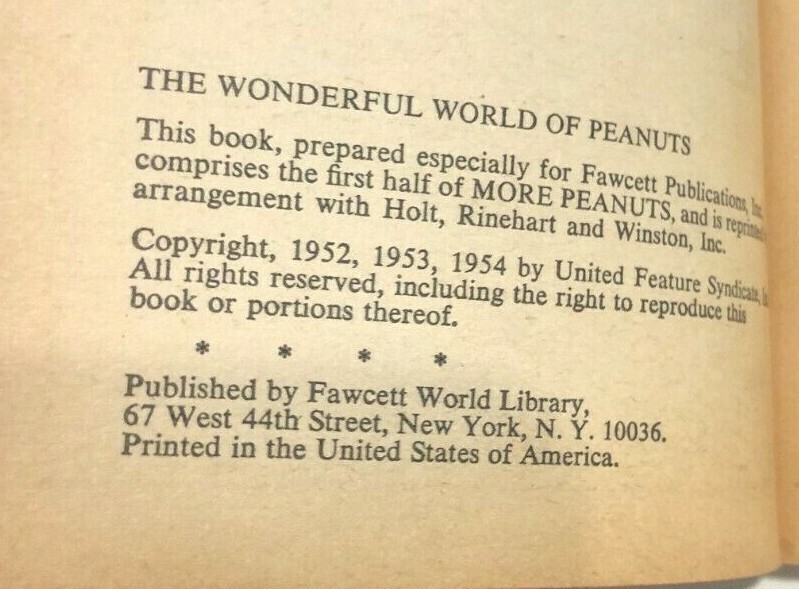 THE WONDERFUL WORLD OF PEANUTS
This book, prepared especially for Fawcett Publications, Inc.
comprises the first half of MORE PEANUTS, and is reprinted
arrangement with Holt, Rinehart and Winston, Inc.
Copyright, 1952, 1953, 1954 by United Feature Syndicate,
All rights reserved, including the right to reproduce this
book or portions thereof.
* * * *
Published by Fawcett World Library,
67 West 44th Street, New York, N. Y. 10036.
Printed in the United States of America.